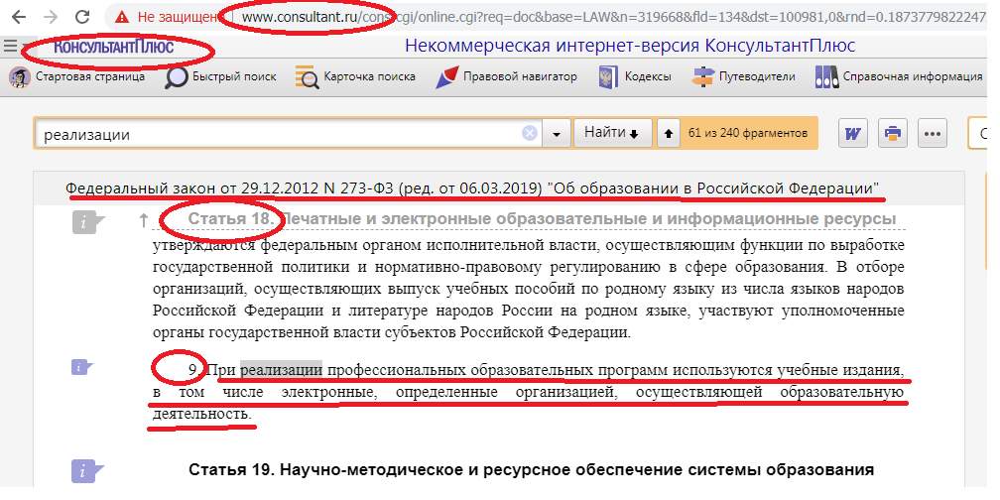 Не защищено
www.consultant.ru/cons/cgi/online.cgi?req=doc&base=LAW&n=319668&fld=134&dst=100981,0&rnd=0.1873779822247
КонсультантПлюс
Некоммерческая интернет-версия КонсультантПлюс
Стартовая страница
Быстрый поиск
Карточка поиска
Правовой навигатор
Кодексы
Путеводители
Справочная информация
реализации
Найти
61 из 240 фрагментов
W
С
Федеральный закон от 29.12.2012 N 273-ФЗ (ред. от 06.03.2019) "Об образовании в Российской Федерации"
Статья 18. Печатные и электронные образовательные и информационные ресурсы
утверждаются федеральным органом исполнительной власти, осуществляющим функции по выработке
государственной политики и нормативно-правовому регулированию в сфере образования. В отборе
организаций, осуществляющих выпуск учебных пособий по родному языку из числа языков народов
Российской Федерации и литературе народов России на родном языке, участвуют уполномоченные
органы государственной власти субъектов Российской Федерации.
9. При реализации профессиональных образовательных программ используются учебные издания,
в том числе электронные, определенные организацией, осуществляющей образовательную
деятельность.
Статья 19. Научно-методическое и ресурсное обеспечение системы образования